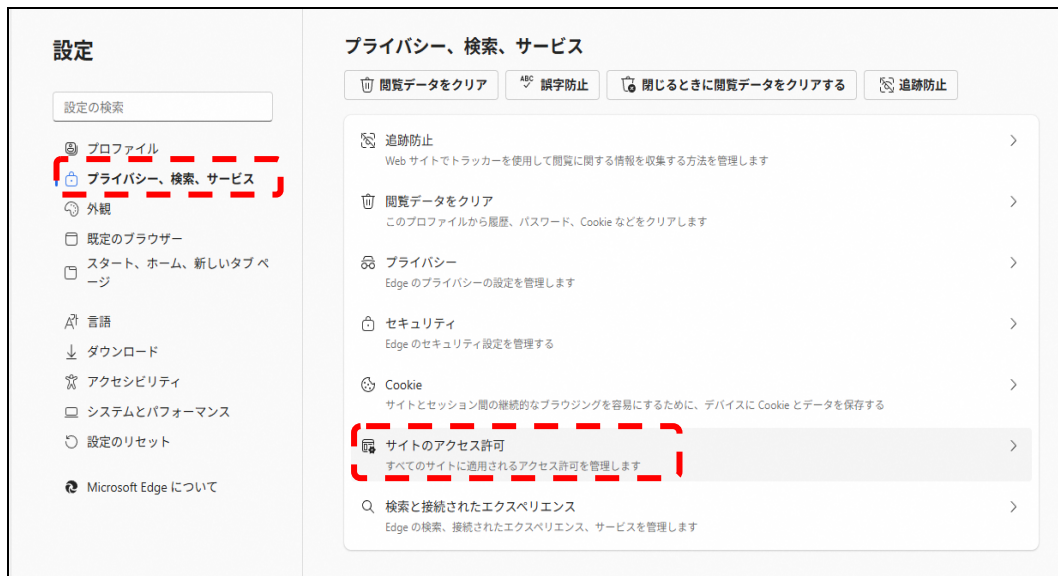 設定
設定の検索
プロファイル
プライバシー、検索、サービス
外観
既定のブラウザー
スタート、ホーム、新しいタブ ペ
ージ
言語
ダウンロード
アクセシビリティ
システムとパフォーマンス
設定のリセット
Microsoft Edge について
プライバシー、検索、サービス
閲覧データをクリア
ABC 誤字防止
閉じるときに閲覧データをクリアする
追跡防止
追跡防止
Web サイトでトラッカーを使用して閲覧に関する情報を収集する方法を管理します
閲覧データをクリア
このプロファイルから履歴、パスワード、Cookie などをクリアします
プライバシー
Edge のプライバシーの設定を管理します
セキュリティ
Edge のセキュリティ設定を管理する
Cookie
サイトとセッション間の継続的なブラウジングを容易にするために、デバイスに Cookie とデータを保存する
サイトのアクセス許可
すべてのサイトに適用されるアクセス許可を管理します
検索と接続されたエクスペリエンス
Edge の検索、接続されたエクスペリエンス、サービスを管理します